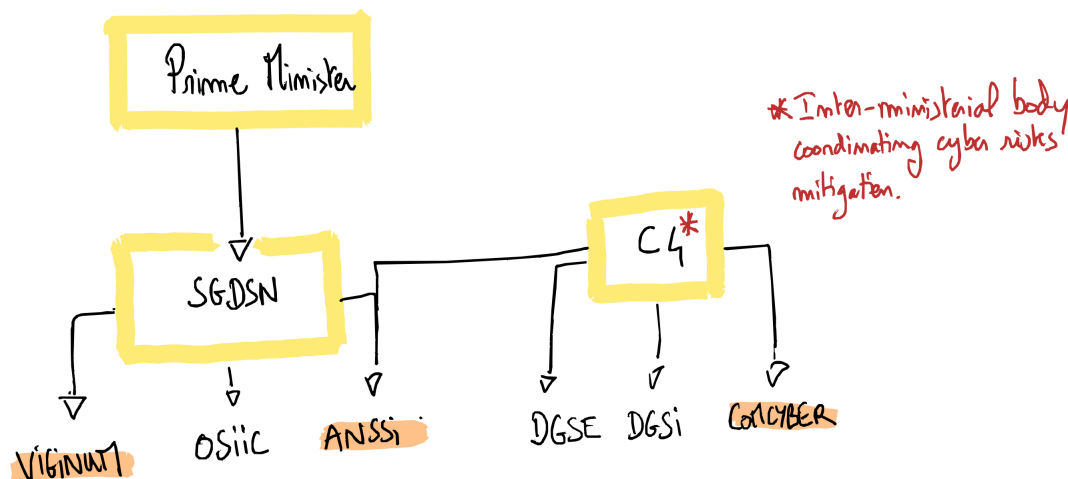 Prime Minister
* Inter-ministerial body
coordinating cyber risks
mitigation.
C4*
SGDSN
VIGINUM
OSiiC
ANSSi
DGSE
DGSi
COMCYBER